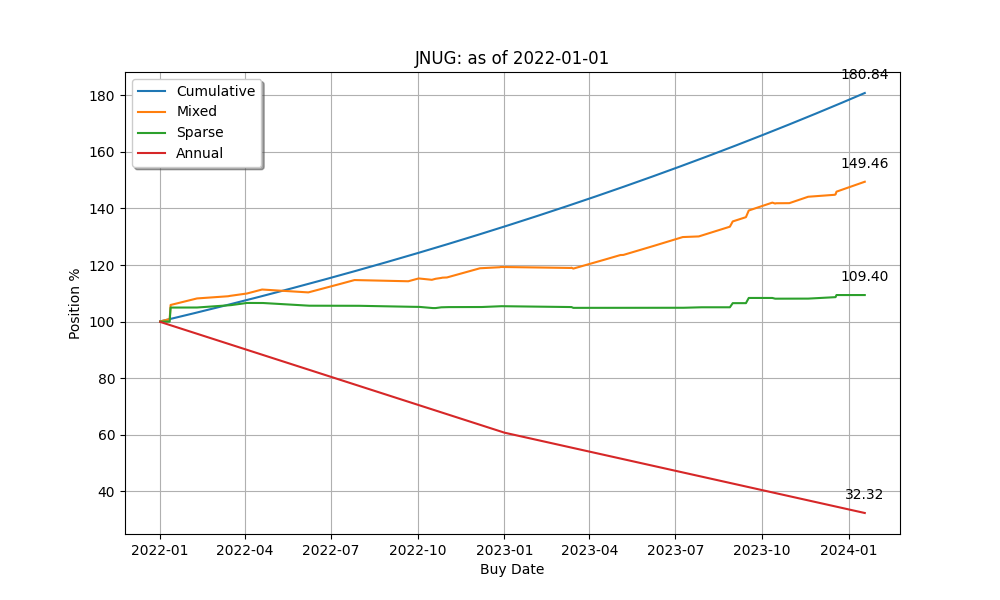 JNUG: as of 2022-01-01
180.84
Cumulative
Mixed
Sparse
Annual
149.46
109.40
32.32
180
160
140
120
100
80
60
40
Position %
2022-01 2022-04 2022-07 2022-10 2023-01 2023-04 2023-07 2023-10 2024-01
Buy Date